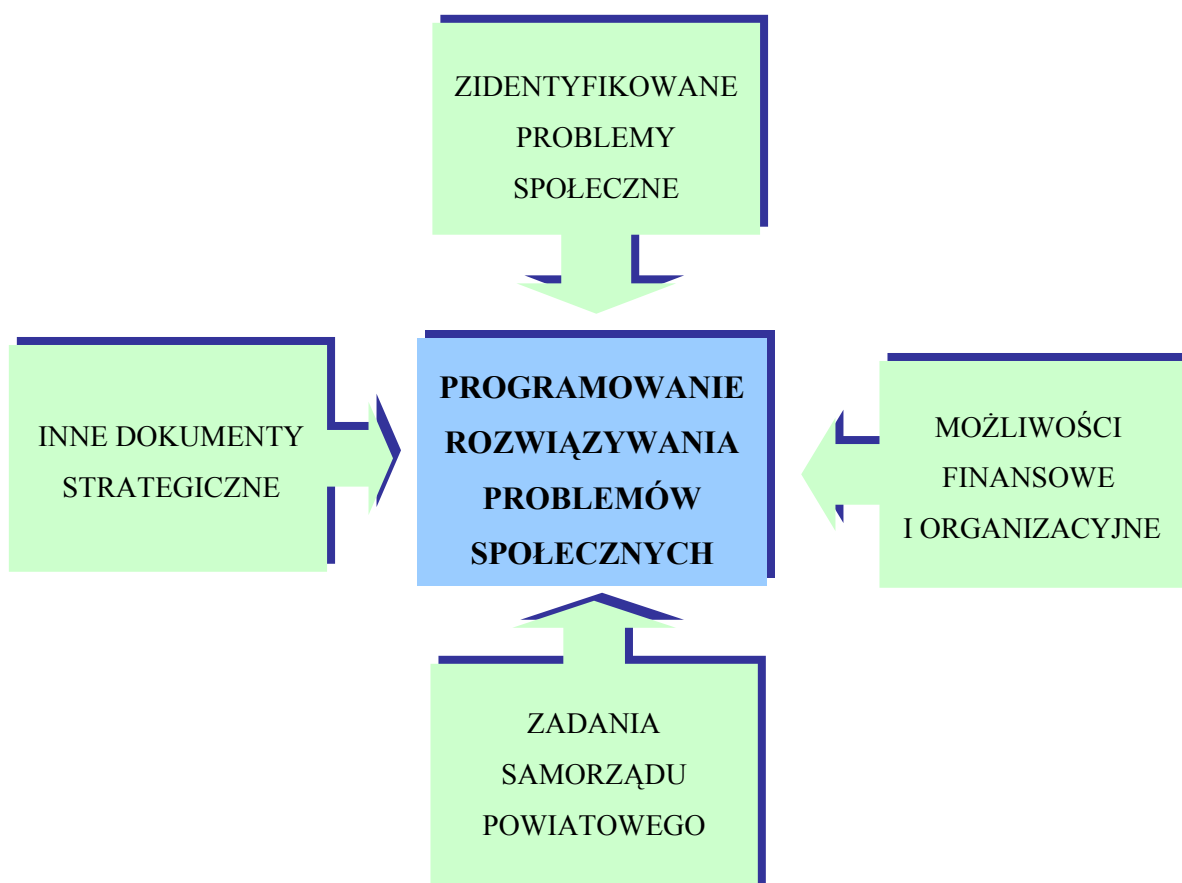 ZIDENTYFIKOWANE
PROBLEMY
SPOŁECZNE
INNE DOKUMENTY
STRATEGICZNE
PROGRAMOWANIE
ROZWIĄZYWANIA
PROBLEMÓW
SPOŁECZNYCH
MOŻLIWOŚCI
FINANSOWE
I ORGANIZACYJNE
ZADANIA
SAMORZĄDU
POWIATOWEGO